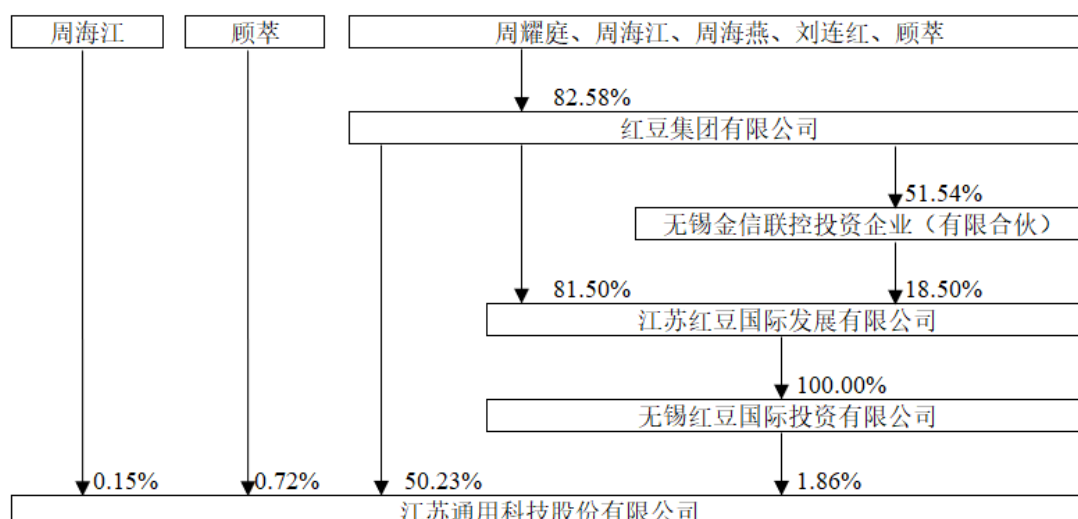 周海江
顾萃
周耀庭、周海江、周海燕、刘连红、顾萃
82.58%
红豆集团有限公司
51.54%
无锡金信联控投资企业（有限合伙）
81.50%
18.50%
江苏红豆国际发展有限公司
100.00%
无锡红豆国际投资有限公司
0.15%
0.72%
50.23%
1.86%
江苏通用科技股份有限公司